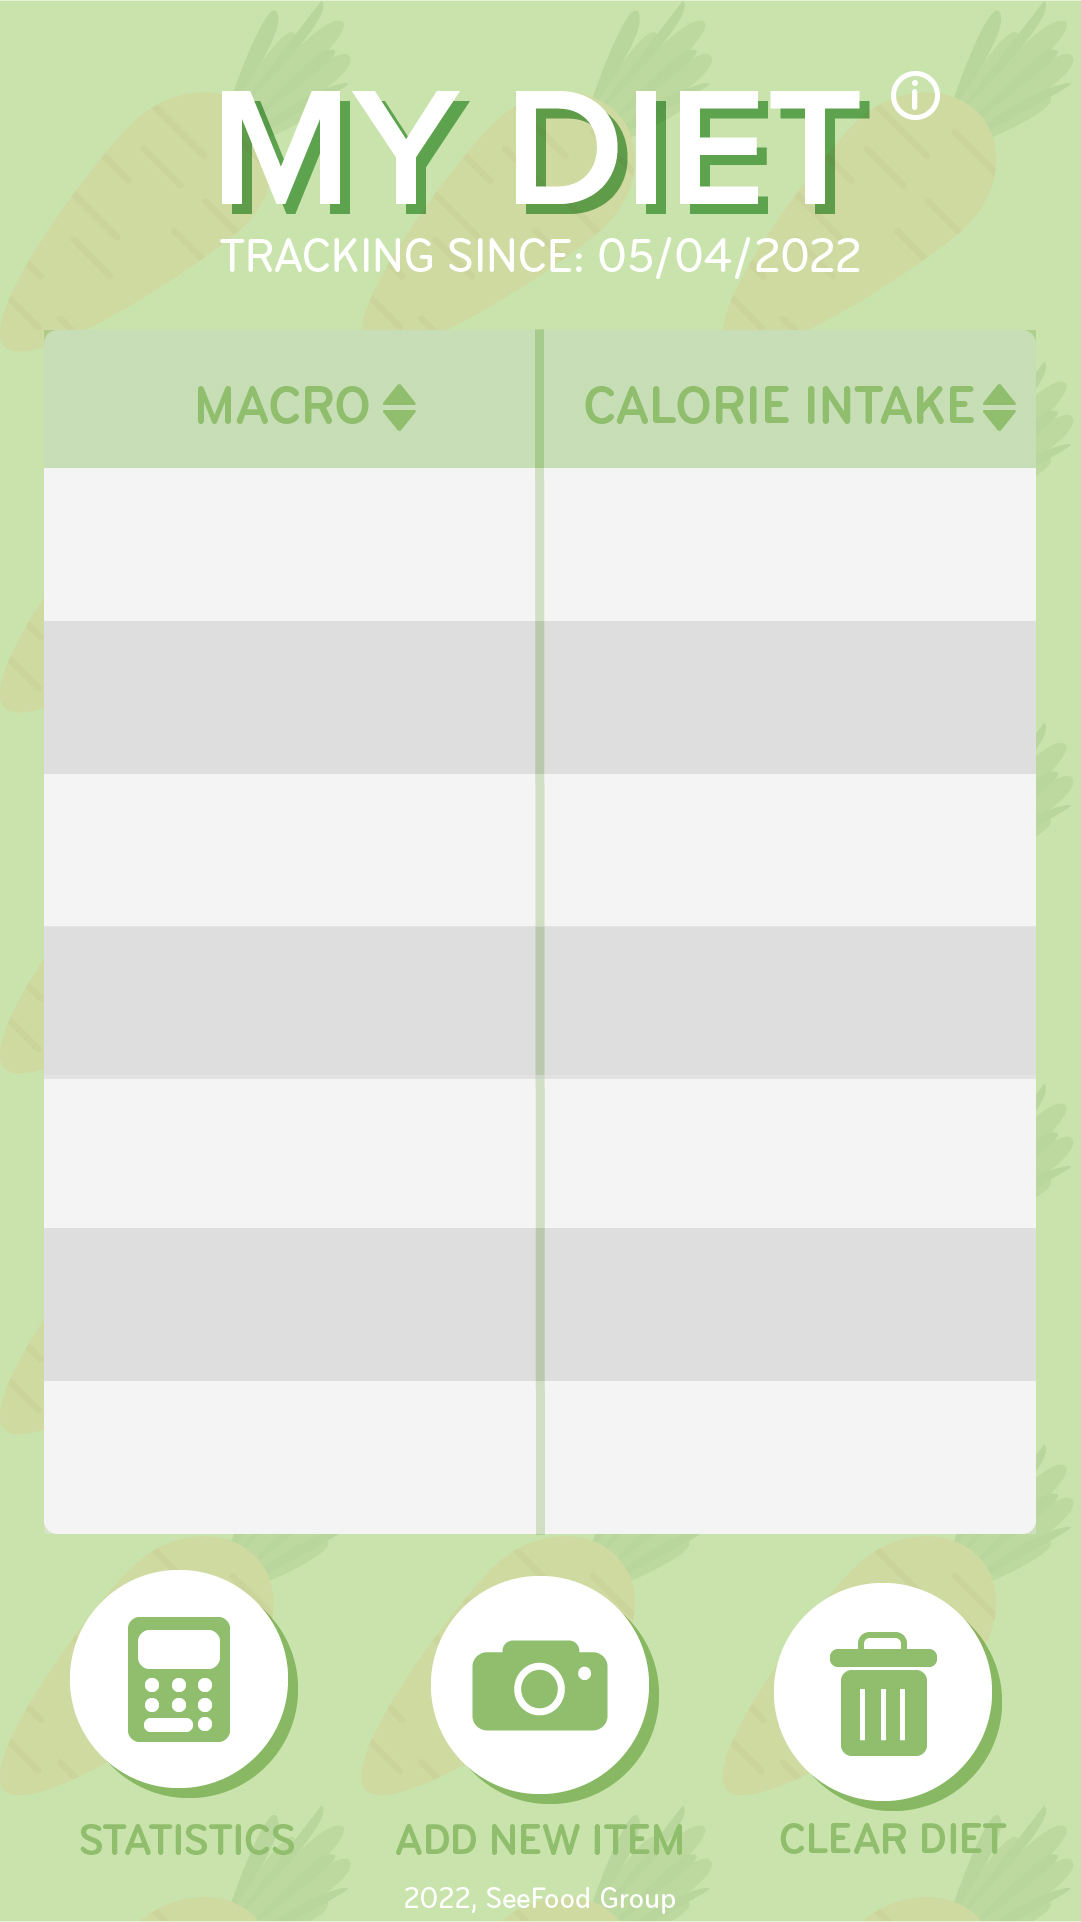 MY DIET
TRACKING SINCE: 05/04/2022
MACRO
CALORIE INTAKE
STATISTICS
ADD NEW ITEM
CLEAR DIET
2022, SeeFood Group